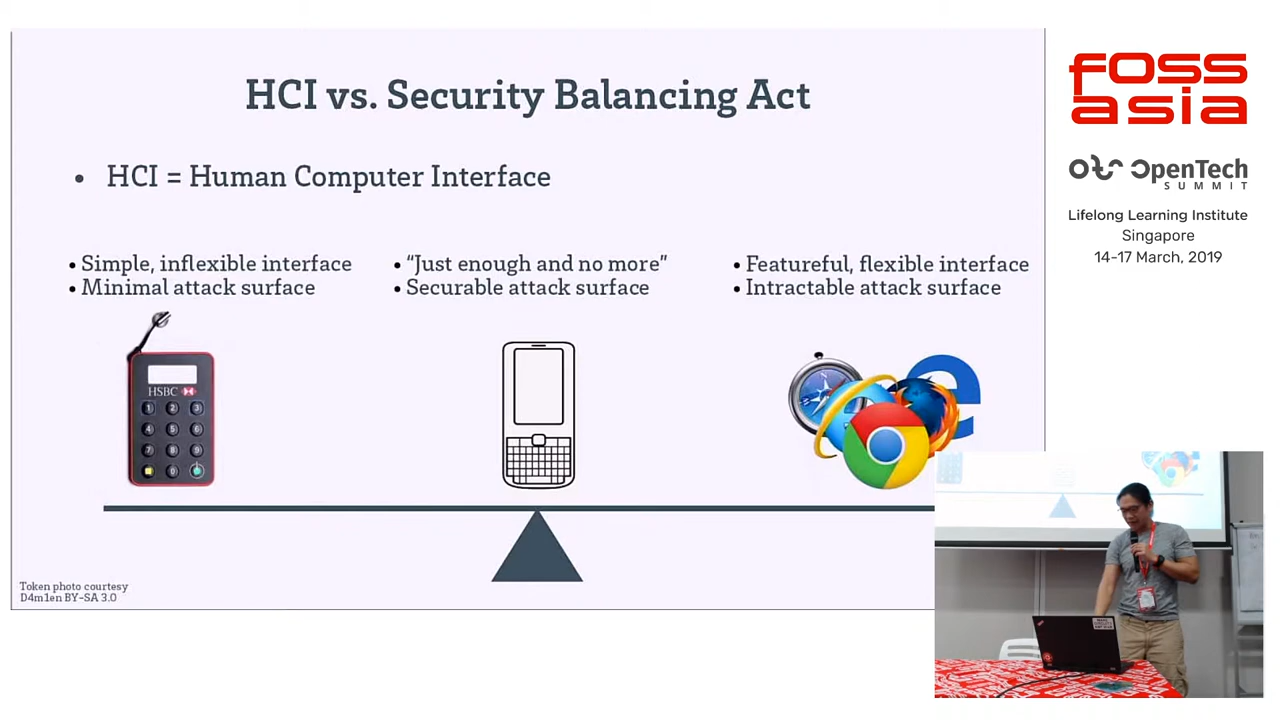 HCI vs. Security Balancing Act
• HCI = Human Computer Interface
• Simple, inflexible interface
• Minimal attack surface
• “Just enough and no more”
• Securable attack surface
• Featureful, flexible interface
• Intractable attack surface
HSBC
1 2 3
4 5 6
7 8 9
0
Token photo courtesy
D4m1en BY-SA 3.0
FOSS
asia
OpenTech
SUMMIT
Lifelong Learning Institute
Singapore
14-17 March, 2019